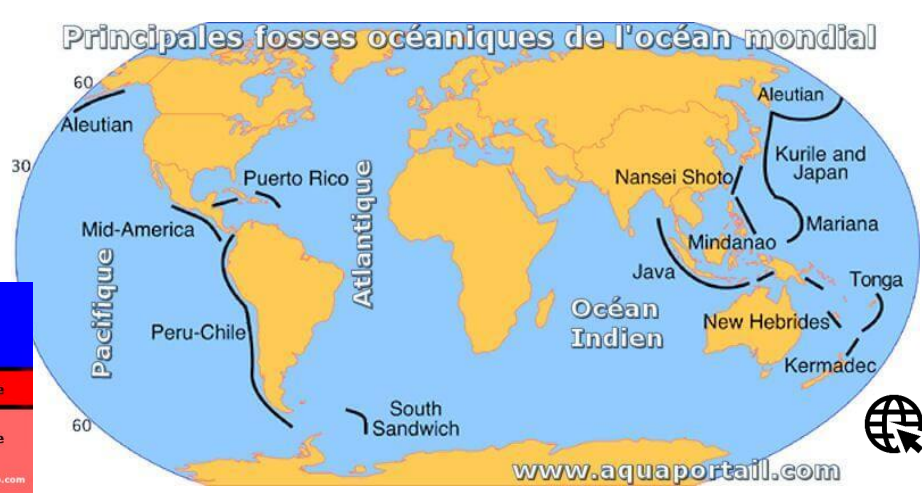 Principales fosses océaniques de l'océan mondial
60
Aleutian
Aleutian
30
Puerto Rico
Atlantique
Nansei Shoto
Kurile and
Japan
Mid-America
Mindanao
Mariana
Pacifique
Java
Tonga
Océan
Indien
Peru-Chile
New Hebrides
Kermadec
e
60
South
Sandwich
e
www.aquaportail.com
o.com